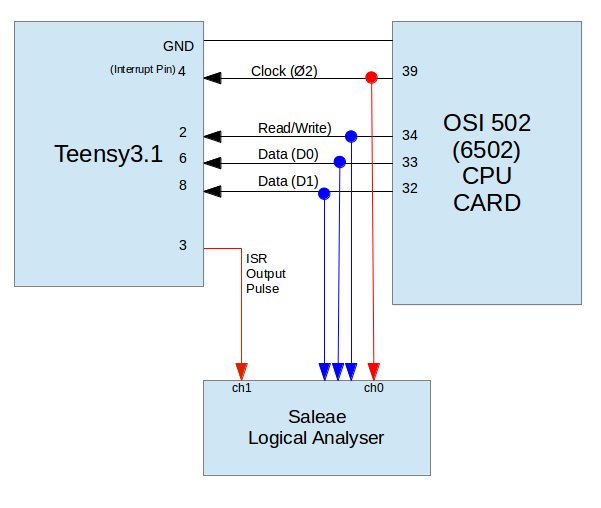 GND
(Interrupt Pin) 4
Clock (Ø2)
39
2
Read/Write)
34
6
Data (D0)
33
8
Data (D1)
32
Teensy3.1
OSI 502
(6502)
CPU
CARD
3
ISR
Output
Pulse
ch1
ch0
Saleae
Logical Analyser